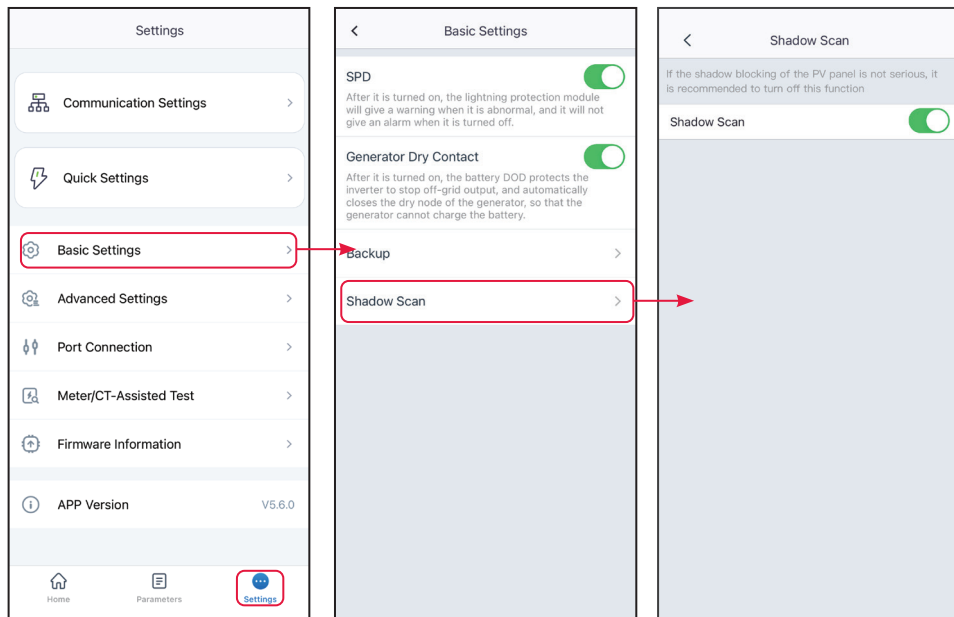 Settings
Communication Settings
Quick Settings
Basic Settings
Advanced Settings
Port Connection
Meter/CT-Assisted Test
Firmware Information
APP Version V5.6.0
Home Parameters Settings
Basic Settings
SPD
After it is turned on, the lightning protection module
will give a warning when it is abnormal, and it will not
give an alarm when it is turned off.
Generator Dry Contact
After it is turned on, the battery DOD protects the
inverter to stop off-grid output, and automatically
closes the dry node of the generator, so that the
generator cannot charge the battery.
Backup
Shadow Scan
Shadow Scan
If the shadow blocking of the PV panel is not serious, it
is recommended to turn off this function
Shadow Scan